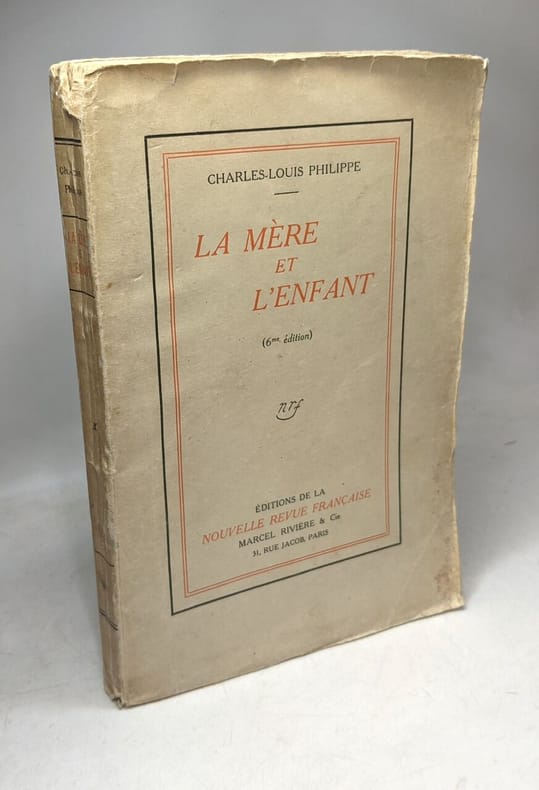 CHARLES-LOUIS PHILIPPE
LA MÈRE
ET
L'ENFANT
(6me édition)
nrf
ÉDITIONS DE LA
NOUVELLE REVUE FRANÇAISE
MARCEL RIVIÈRE & Cie
31, RUE JACOB, PARIS